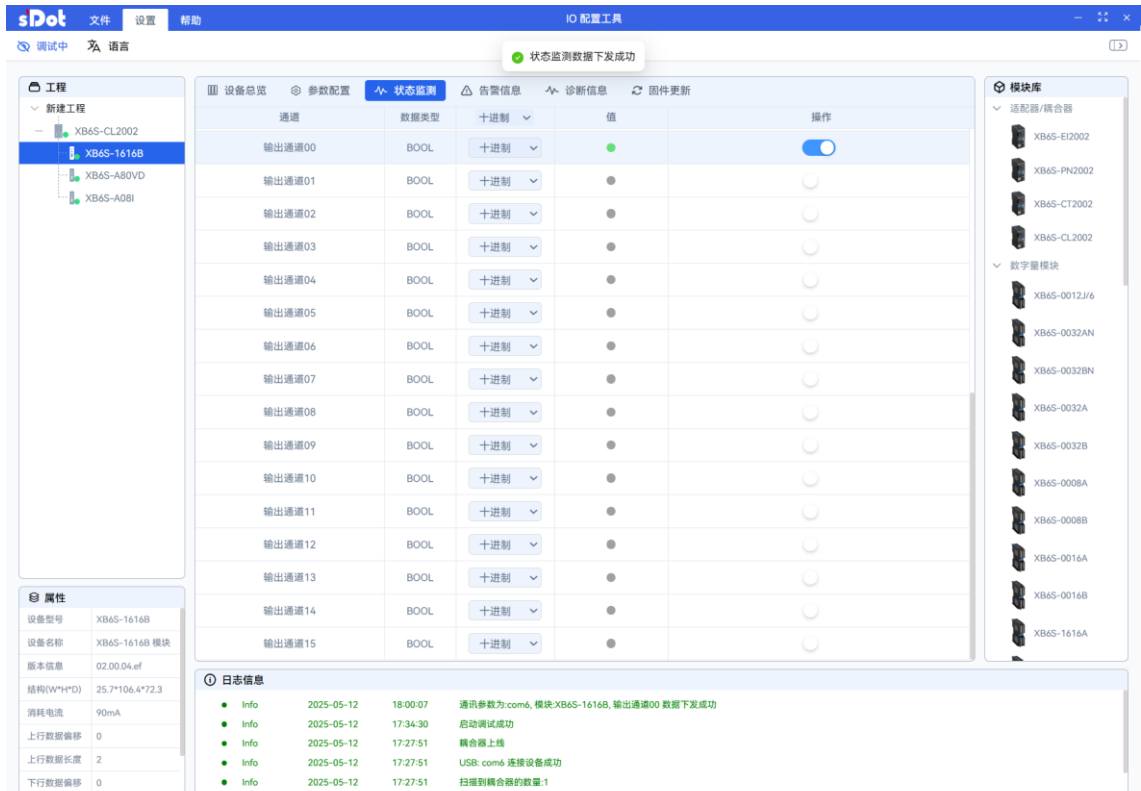 sDot 文件 设置 帮助 IO 配置工具
调试中 语言
状态监测数据下发成功
工程
新建工程
XB6S-CL2002
XB6S-1616B
XB6S-A80VD
XB6S-A08I
设备总览 参数配置 状态监测 告警信息 诊断信息 固件更新
通道 数据类型 十进制 值 操作
输出通道00 BOOL 十进制
输出通道01 BOOL 十进制
输出通道02 BOOL 十进制
输出通道03 BOOL 十进制
输出通道04 BOOL 十进制
输出通道05 BOOL 十进制
输出通道06 BOOL 十进制
输出通道07 BOOL 十进制
输出通道08 BOOL 十进制
输出通道09 BOOL 十进制
输出通道10 BOOL 十进制
输出通道11 BOOL 十进制
输出通道12 BOOL 十进制
输出通道13 BOOL 十进制
输出通道14 BOOL 十进制
输出通道15 BOOL 十进制
模块库
适配器/耦合器
XB6S-EI2002
XB6S-PN2002
XB6S-CT2002
XB6S-CL2002
数字量模块
XB6S-0012J/6
XB6S-0032AN
XB6S-0032BN
XB6S-0032A
XB6S-0032B
XB6S-0008A
XB6S-0008B
XB6S-0016A
XB6S-0016B
XB6S-1616A
属性
设备型号 XB6S-1616B
设备名称 XB6S-1616B 模块
版本信息 02.00.04.ef
结构(W*H*D) 25.7*106.4*72.3
消耗电流 90mA
上行数据偏移 0
上行数据长度 2
下行数据偏移 0
日志信息
Info 2025-05-12 18:00:07 通讯参数为:com6, 模块:XB6S-1616B, 输出通道00 数据下发成功
Info 2025-05-12 17:34:30 启动调试成功
Info 2025-05-12 17:27:51 耦合器上线
Info 2025-05-12 17:27:51 USB: com6 连接设备成功
Info 2025-05-12 17:27:51 扫描到耦合器的数量:1